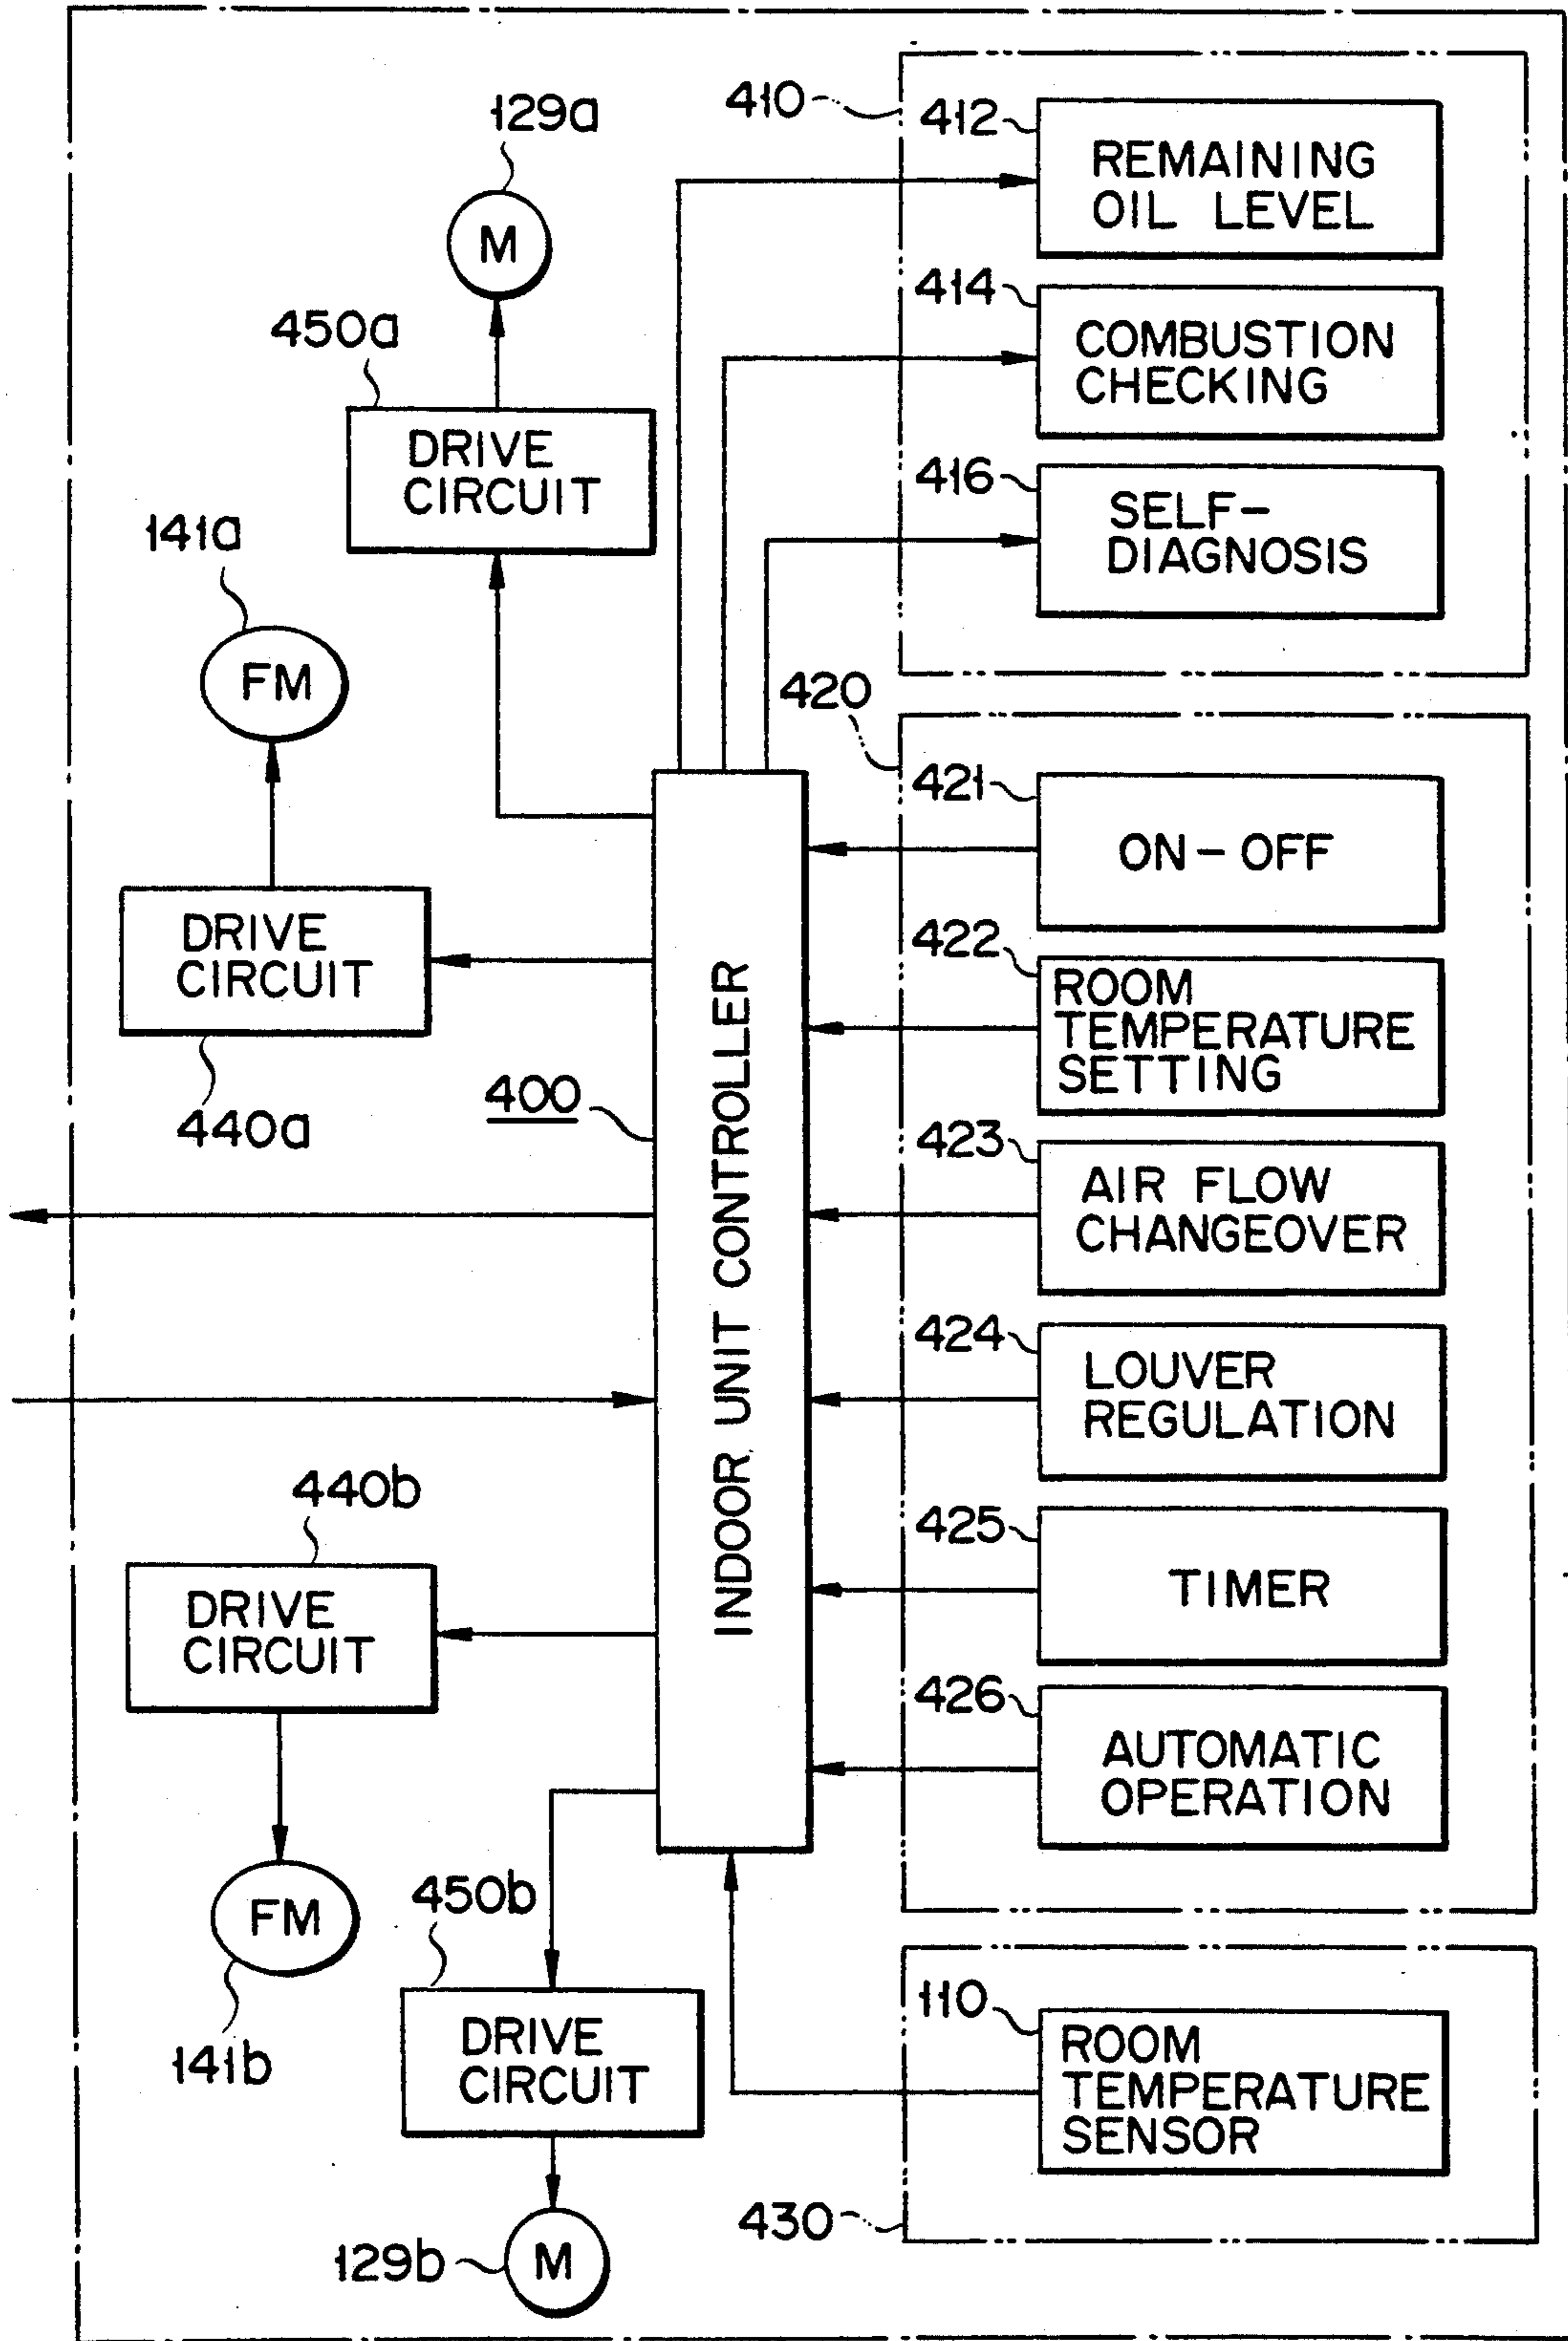 129a
M
450a
DRIVE
CIRCUIT
141a
FM
DRIVE
CIRCUIT
440a
400
INDOOR UNIT CONTROLLER
440b
DRIVE
CIRCUIT
FM
141b
450b
DRIVE
CIRCUIT
129b
M
410
412
REMAINING
OIL LEVEL
414
COMBUSTION
CHECKING
416
SELF-
DIAGNOSIS
420
421
ON-OFF
422
ROOM
TEMPERATURE
SETTING
423
AIR FLOW
CHANGEOVER
424
LOUVER
REGULATION
425
TIMER
426
AUTOMATIC
OPERATION
110
ROOM
TEMPERATURE
SENSOR
430